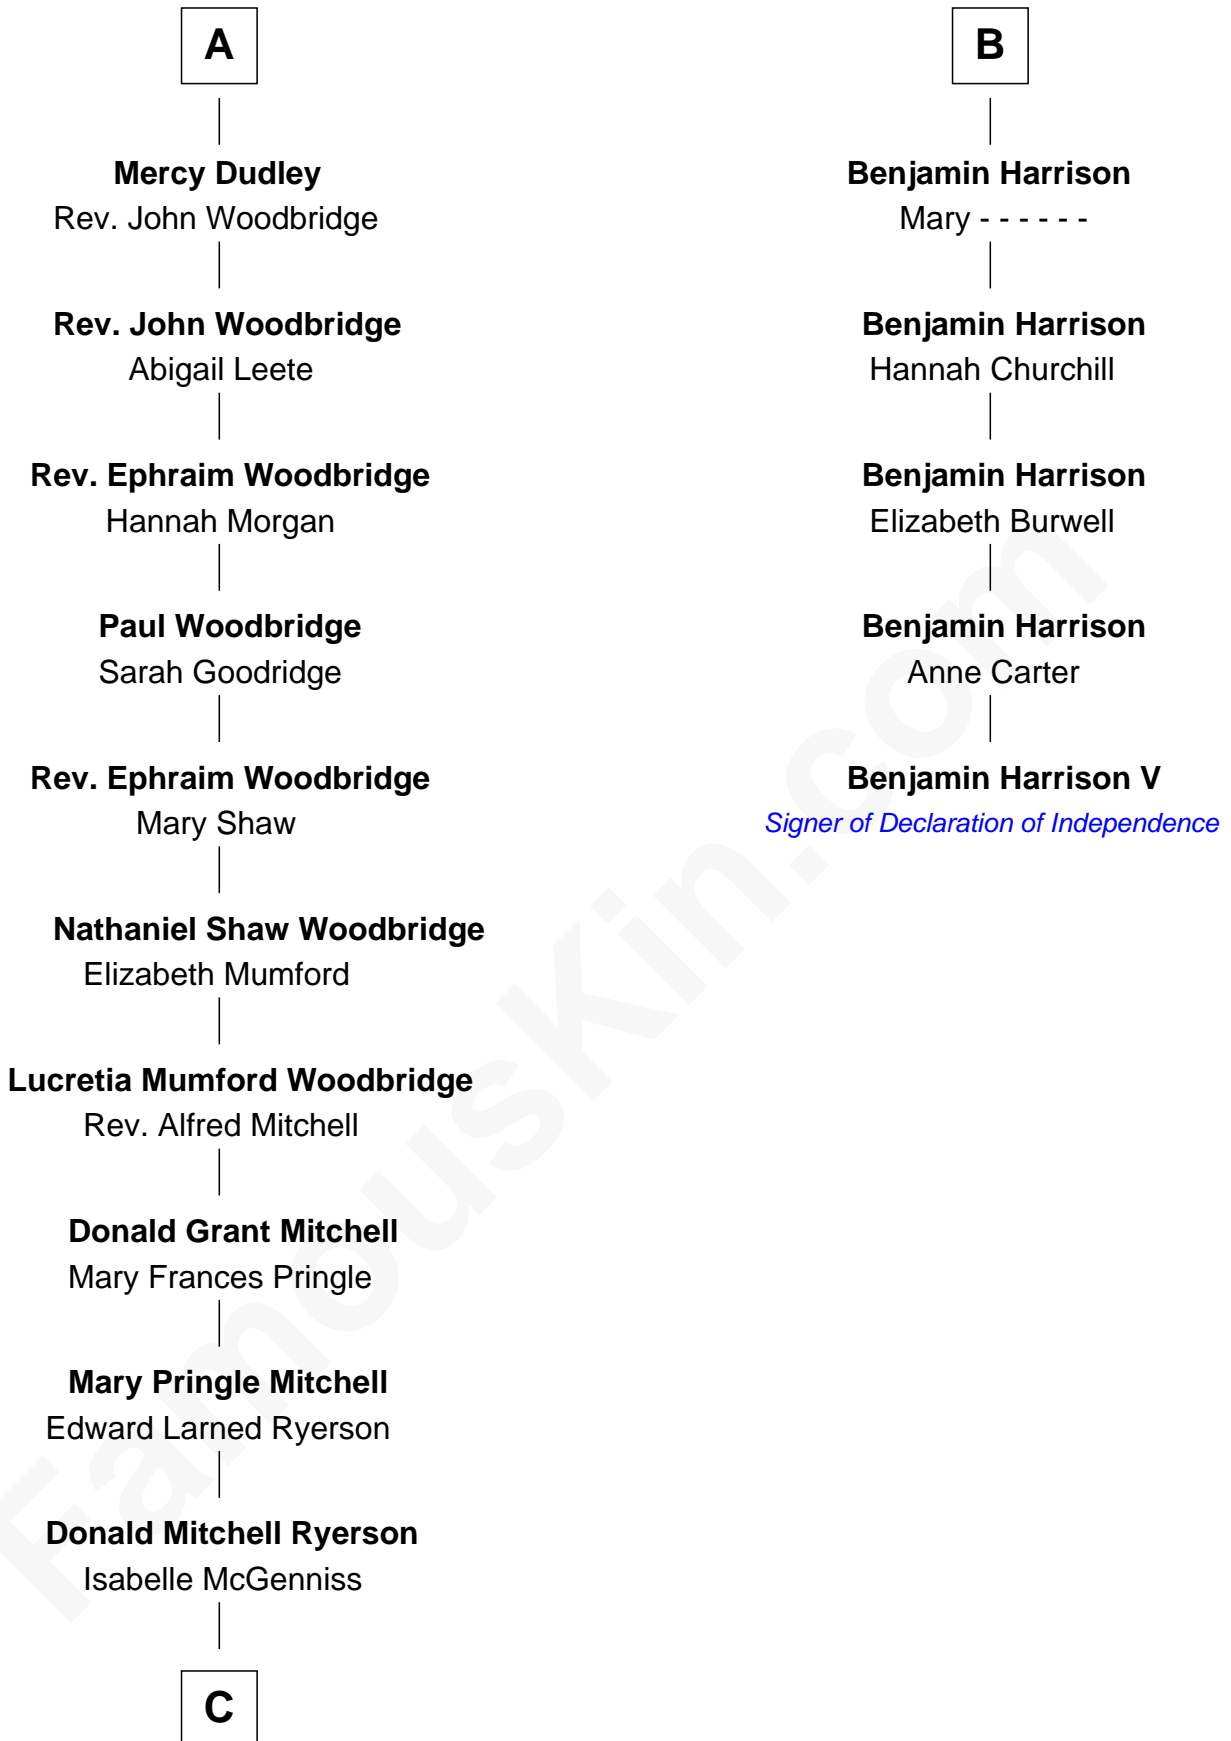 A
Mercy Dudley
Rev. John Woodbridge
Rev. John Woodbridge
Abigail Leete
Rev. Ephraim Woodbridge
Hannah Morgan
Paul Woodbridge
Sarah Goodridge
Rev. Ephraim Woodbridge
Mary Shaw
Nathaniel Shaw Woodbridge
Elizabeth Mumford
Lucretia Mumford Woodbridge
Rev. Alfred Mitchell
Donald Grant Mitchell
Mary Frances Pringle
Mary Pringle Mitchell
Edward Larned Ryerson
Donald Mitchell Ryerson
Isabelle McGenniss
C
B
Benjamin Harrison
Mary - - - - - -
Benjamin Harrison
Hannah Churchill
Benjamin Harrison
Elizabeth Burwell
Benjamin Harrison
Anne Carter
Benjamin Harrison V
Signer of Declaration of Independence
FamousKin.com